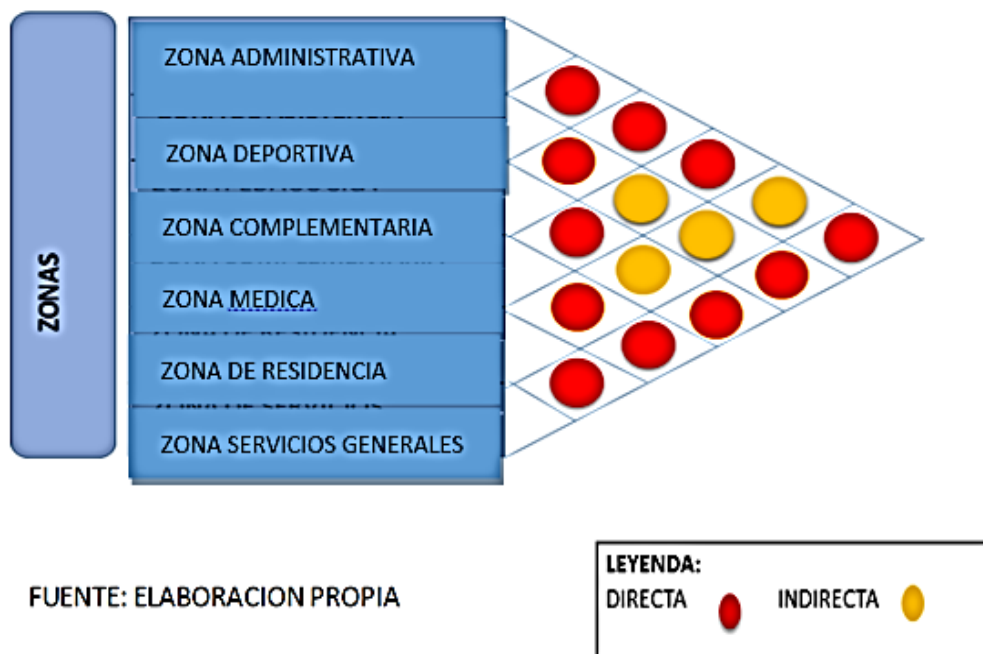 ZONAS
ZONA ADMINISTRATIVA
ZONA DEPORTIVA
ZONA COMPLEMENTARIA
ZONA MEDICA
ZONA DE RESIDENCIA
ZONA SERVICIOS GENERALES
FUENTE: ELABORACION PROPIA
LEYENDA:
DIRECTA INDIRECTA